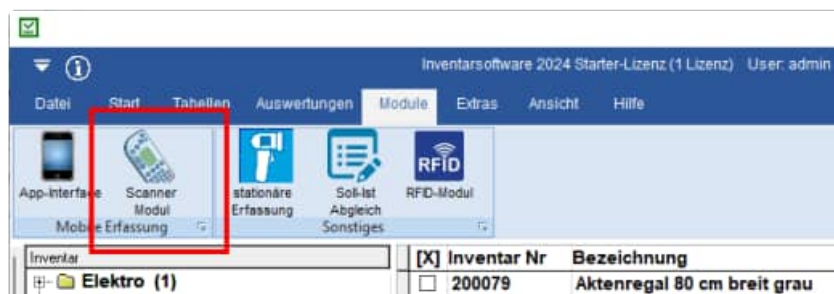 Inventarsoftware 2024 Starter-Lizenz (1 Lizenz) User: admin
Datei Start Tabellen Auswertungen Module Extras Ansicht Hilfe
RFID
App-Interface Scanner Modul stationäre Erfassung Soll-Ist Abgleich RFID-Modul
Mobile Erfassung Sonstiges
Inventar [X] Inventar Nr Bezeichnung
Elektro (1) 200079 Aktenregal 80 cm breit grau